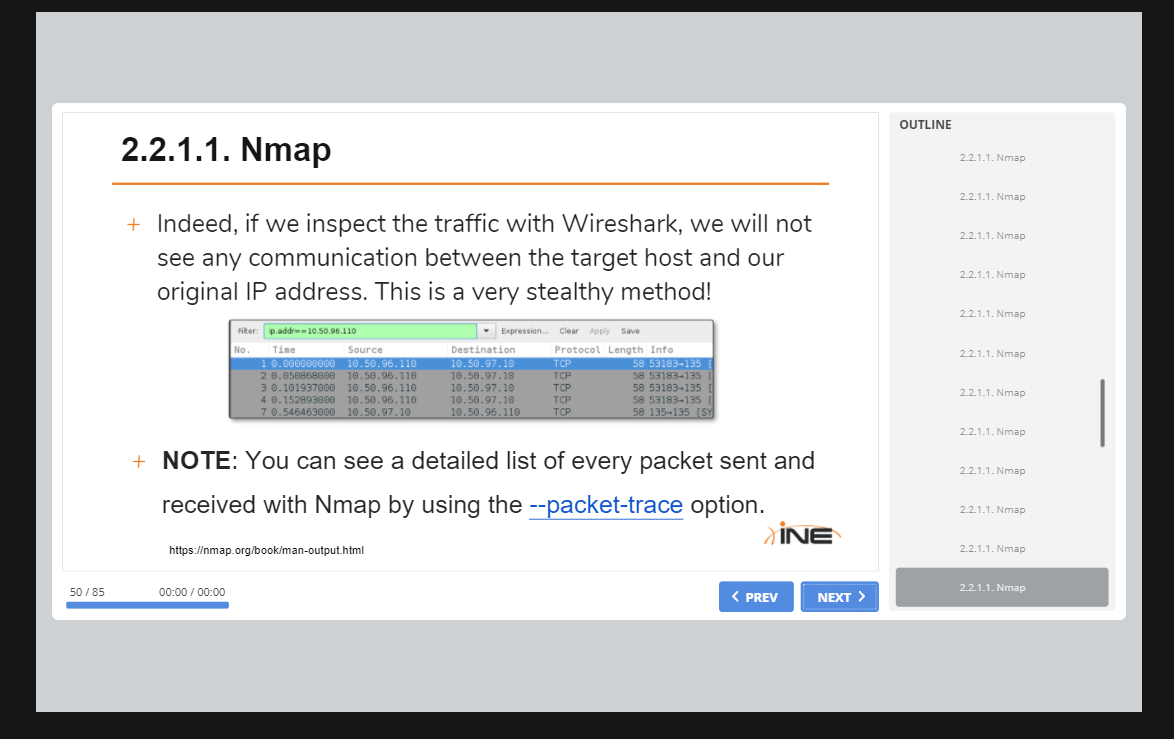 2.2.1.1. Nmap
+ Indeed, if we inspect the traffic with Wireshark, we will not
see any communication between the target host and our
original IP address. This is a very stealthy method!
Filter: ip.addr==10.50.96.110 Expression... Clear Apply Save
No. Time Source Destination Protocol Length Info
1 0.000000000 10.50.96.110 10.50.97.10 TCP 58 53183→135 [
2 0.050868000 10.50.96.110 10.50.97.10 TCP 58 53183→135 [
3 0.101937000 10.50.96.110 10.50.97.10 TCP 58 53183→135 [
4 0.152893000 10.50.96.110 10.50.97.10 TCP 58 53183→135 [
7 0.546463000 10.50.97.10 10.50.96.110 TCP 58 135→135 [SY
+ NOTE: You can see a detailed list of every packet sent and
received with Nmap by using the --packet-trace option.
iNE
https://nmap.org/book/man-output.html
50 / 85 00:00 / 00:00
PREV NEXT
OUTLINE
2.2.1.1. Nmap
2.2.1.1. Nmap
2.2.1.1. Nmap
2.2.1.1. Nmap
2.2.1.1. Nmap
2.2.1.1. Nmap
2.2.1.1. Nmap
2.2.1.1. Nmap
2.2.1.1. Nmap
2.2.1.1. Nmap
2.2.1.1. Nmap
2.2.1.1. Nmap